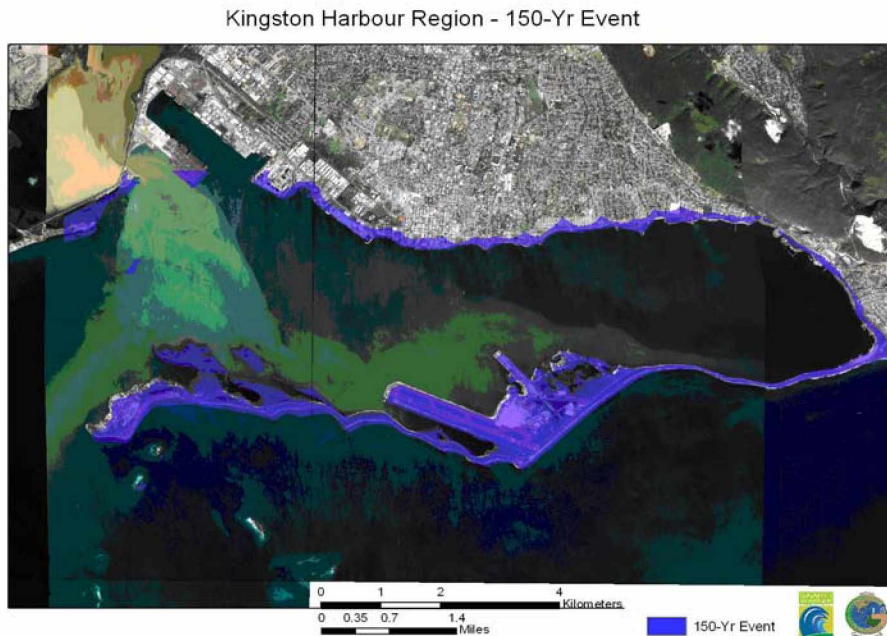 Kingston Harbour Region - 150-Yr Event
0 1 2 4
Kilometers
0 0.35 0.7 1.4
Miles
150-Yr Event